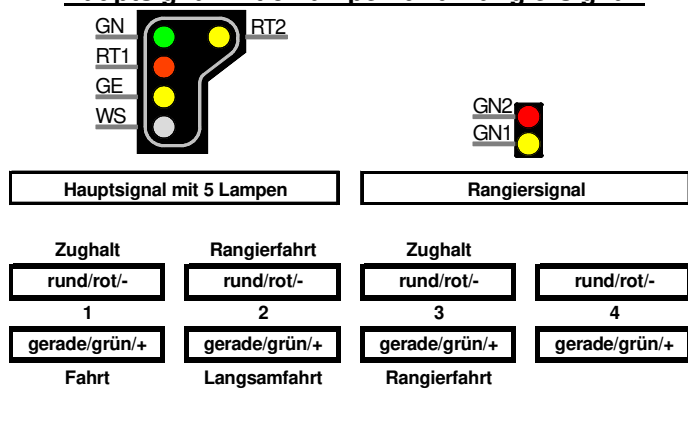 GN
RT2
RT1
GE
WS
GN2
GN1
Hauptsignal mit 5 Lampen
Rangiersignal
Zughalt
Rangierfahrt
Zughalt
rund/rot/-
rund/rot/-
rund/rot/-
rund/rot/-
1
2
3
4
gerade/grün/+
gerade/grün/+
gerade/grün/+
gerade/grün/+
Fahrt
Langsamfahrt
Rangierfahrt